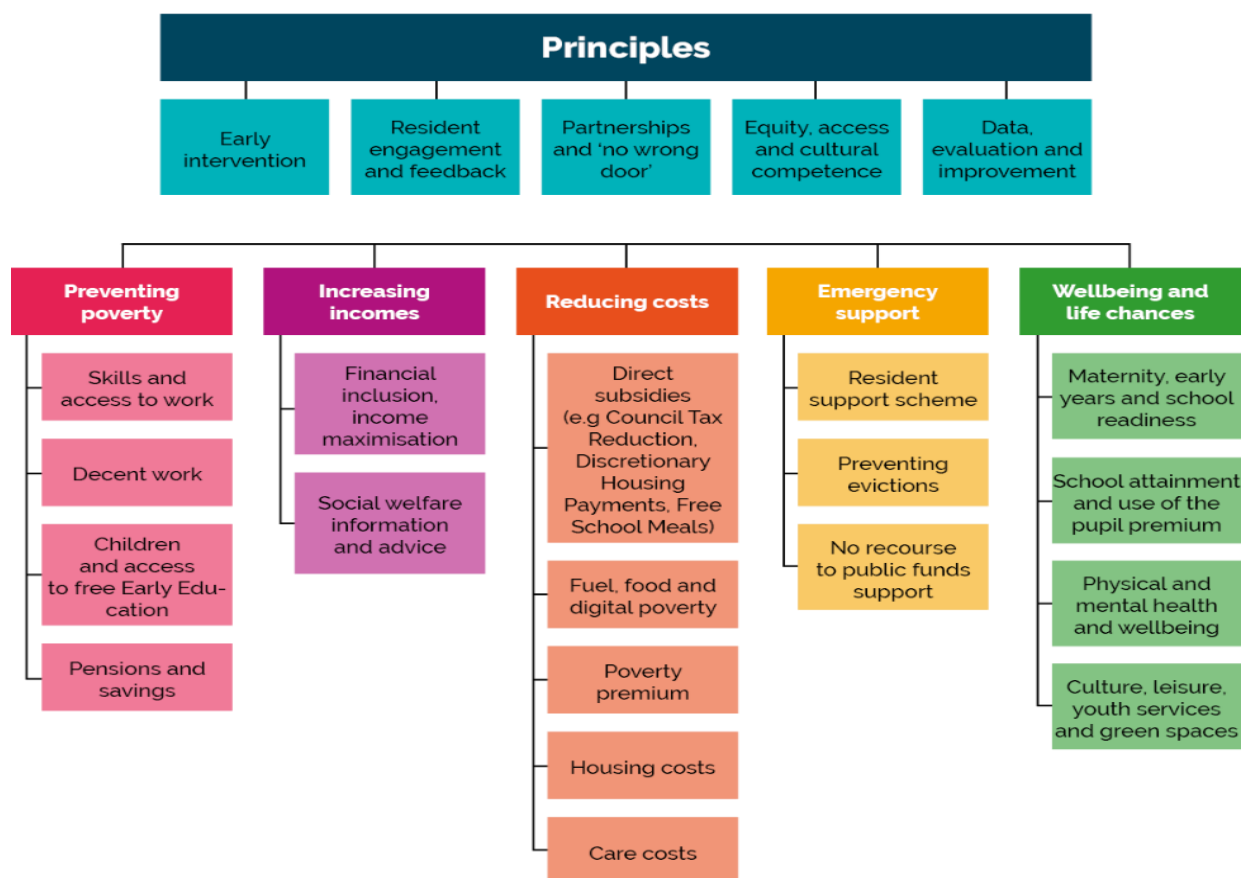 Principles
Early
intervention
Resident
engagement
and feedback
Partnerships
and ‘no wrong
door’
Equity, access
and cultural
competence
Data,
evaluation and
improvement
Preventing
poverty
Skills and
access to work
Decent work
Children
and access
to free Early Edu-
cation
Pensions and
savings
Increasing
incomes
Financial
inclusion,
income
maximisation
Social welfare
information
and advice
Reducing costs
Direct
subsidies
(e.g Council Tax
Reduction,
Discretionary
Housing
Payments, Free
School Meals)
Fuel, food and
digital poverty
Poverty
premium
Housing costs
Care costs
Emergency
support
Resident
support scheme
Preventing
evictions
No recourse
to public funds
support
Wellbeing and
life chances
Maternity, early
years and school
readiness
School attainment
and use of the
pupil premium
Physical and
mental health
and wellbeing
Culture, leisure,
youth services
and green spaces